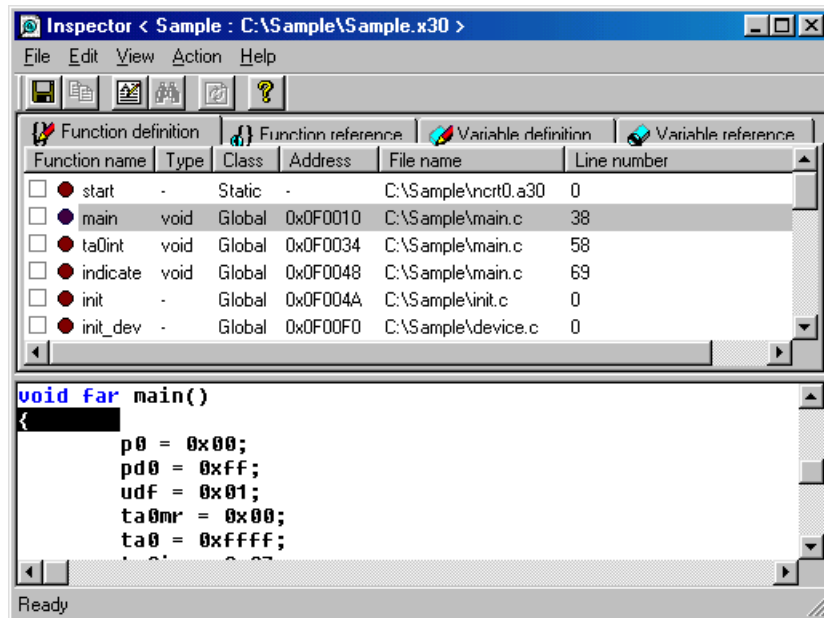 Inspector < Sample : C:\Sample\Sample.x30 >
File Edit View Action Help
Function definition Function reference Variable definition Variable reference
Function name Type Class Address File name Line number
start - Static - C:\Sample\ncrt0.a30 0
main void Global 0x0F0010 C:\Sample\main.c 38
ta0int void Global 0x0F0034 C:\Sample\main.c 58
indicate void Global 0x0F0048 C:\Sample\main.c 69
init - Global 0x0F004A C:\Sample\init.c 0
init_dev - Global 0x0F00F0 C:\Sample\device.c 0
void far main()
{
p0 = 0x00;
pd0 = 0xff;
udf = 0x01;
ta0mr = 0x00;
ta0 = 0xffff;
Ready